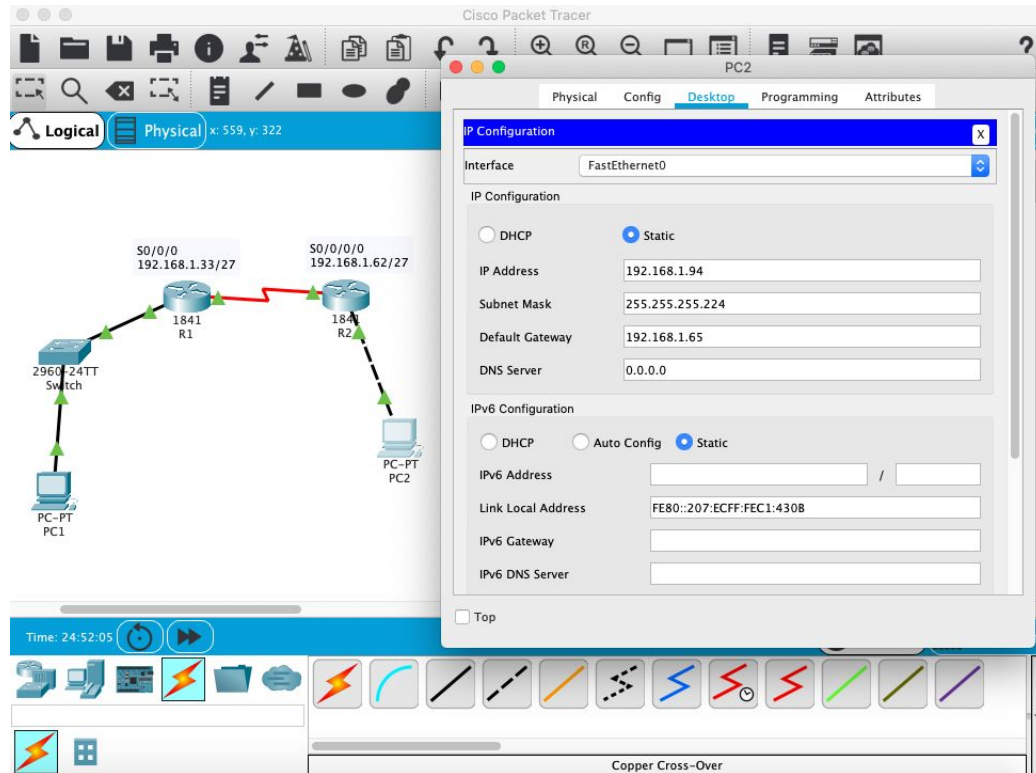 Cisco Packet Tracer
?
PC2
Physical Config Desktop Programming Attributes
Logical
Physical
x: 559, y: 322
IP Configuration
X
Interface
FastEthernet0
IP Configuration
DHCP
Static
IP Address
192.168.1.94
Subnet Mask
255.255.255.224
Default Gateway
192.168.1.65
DNS Server
0.0.0.0
IPv6 Configuration
DHCP
Auto Config
Static
IPv6 Address
/
Link Local Address
FE80::207:ECFF:FEC1:430B
IPv6 Gateway
IPv6 DNS Server
Top
S0/0/0
192.168.1.33/27
S0/0/0/0
192.168.1.62/27
1841
R1
1841
R2
2960-24TT
Switch
PC-PT
PC2
PC-PT
PC1
Time: 24:52:05
Copper Cross-Over